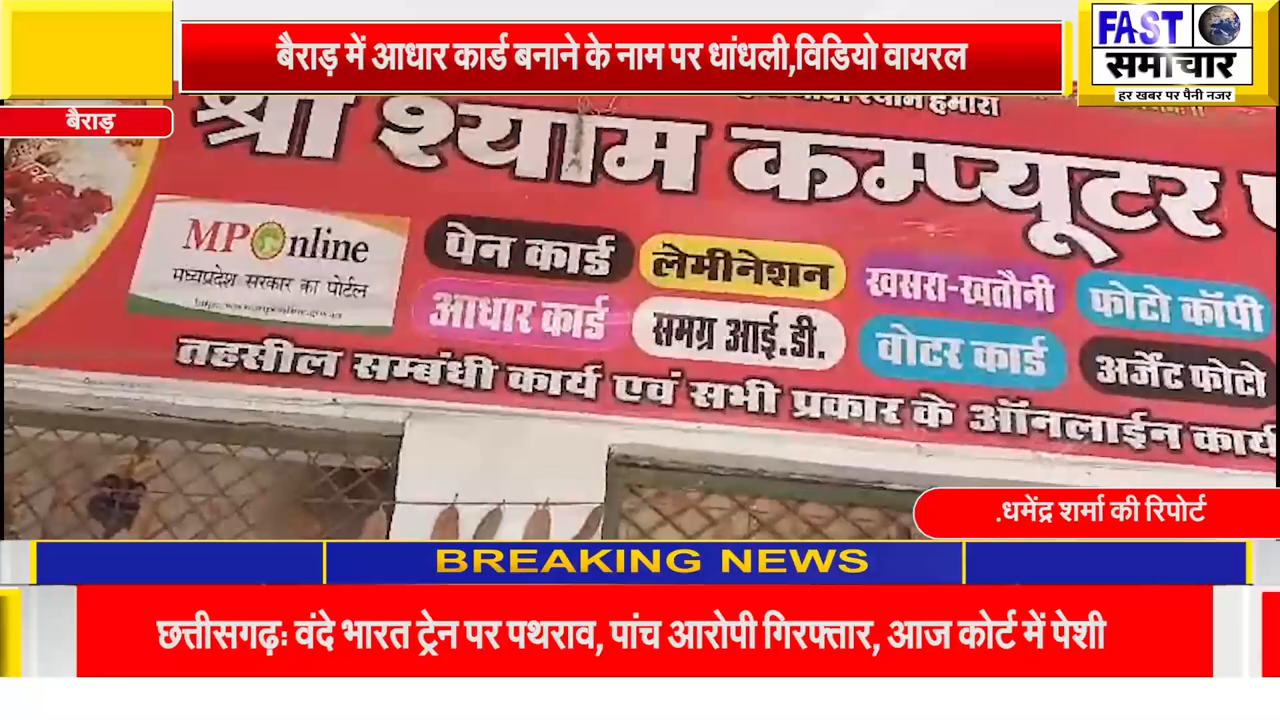 बैराड़ में आधार कार्ड बनाने के नाम पर धांधली,विडियो वायरल
FAST
समाचार
हर खबर पर पैनी नजर
बैराड़
हमारा
श्री श्याम कम्प्यूटर
MPOnline
मध्यप्रदेश सरकार का पोर्टल
पेन कार्ड
लेमीनेशन
खसरा-खतौनी
फोटो कॉपी
आधार कार्ड
समग्र आई.डी.
वोटर कार्ड
अर्जेंट फोटो
तहसील सम्बंधी कार्य एवं सभी प्रकार के ऑनलाईन कार्य
.धमेंद्र शर्मा की रिपोर्ट
BREAKING NEWS
छत्तीसगढ़ः वंदे भारत ट्रेन पर पथराव, पांच आरोपी गिरफ्तार, आज कोर्ट में पेशी